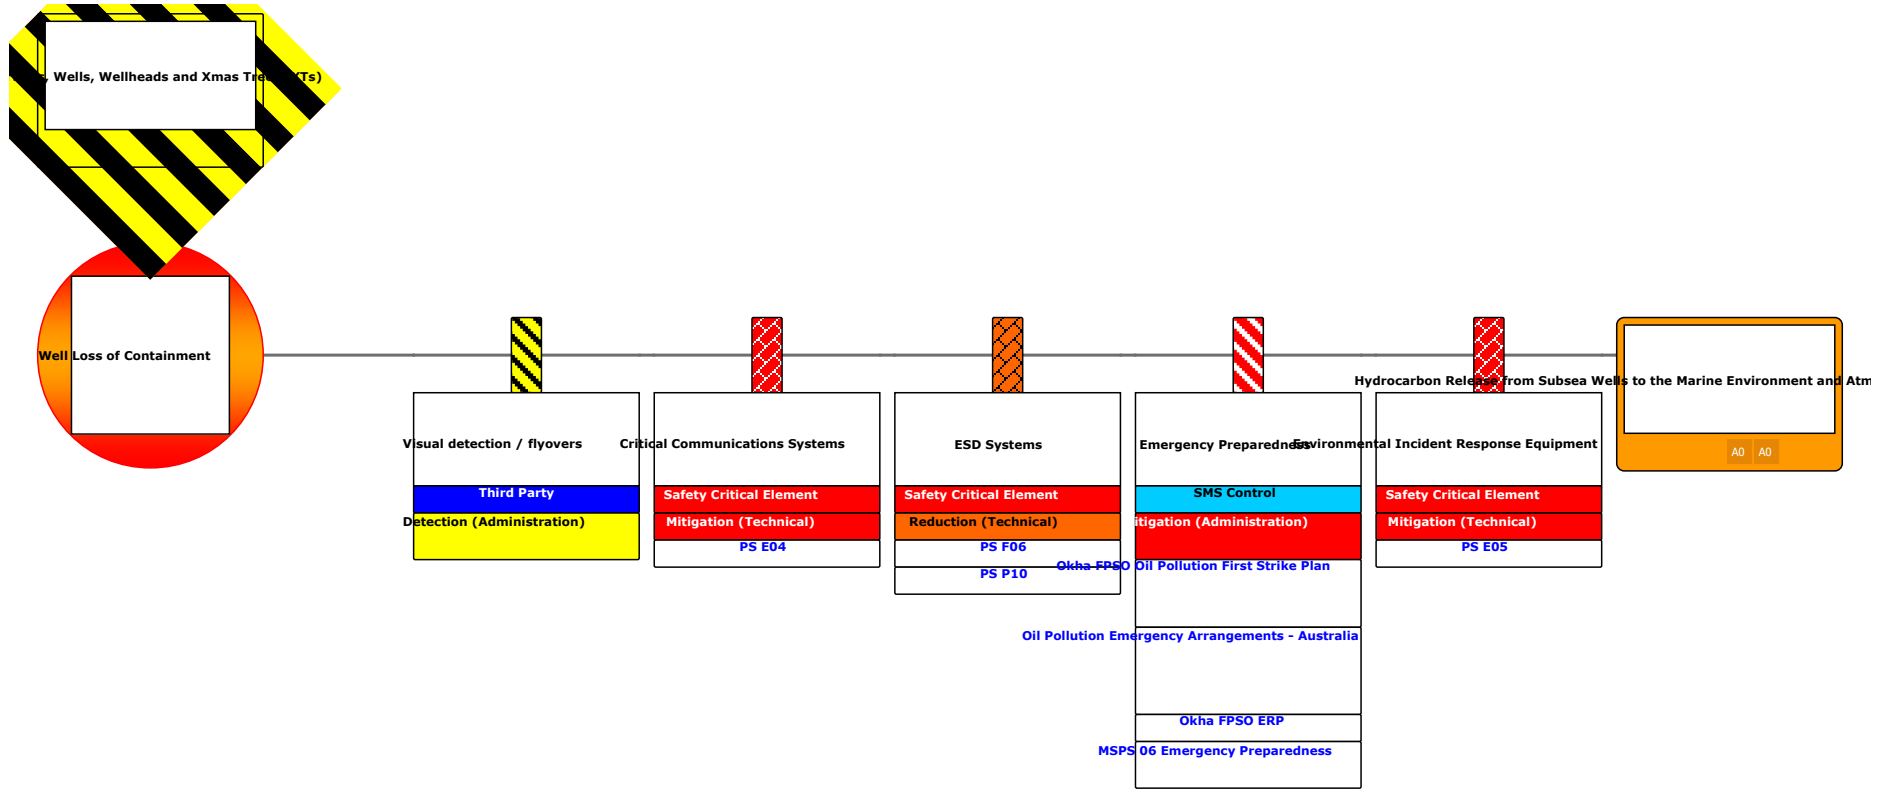 , Wells, Wellheads and Xmas Trees (XTs)
Well Loss of Containment
Visual detection / flyovers
Third Party
Detection (Administration)
Critical Communications Systems
Safety Critical Element
Mitigation (Technical)
PS E04
ESD Systems
Safety Critical Element
Reduction (Technical)
PS F06
PS P10
Emergency Preparedness
SMS Control
itigation (Administration)
Okha FPSO Oil Pollution First Strike Plan
Oil Pollution Emergency Arrangements - Australia
Okha FPSO ERP
MSPS 06 Emergency Preparedness
Environmental Incident Response Equipment
Safety Critical Element
Mitigation (Technical)
PS E05
Hydrocarbon Release from Subsea Wells to the Marine Environment and Atm
A0 A0